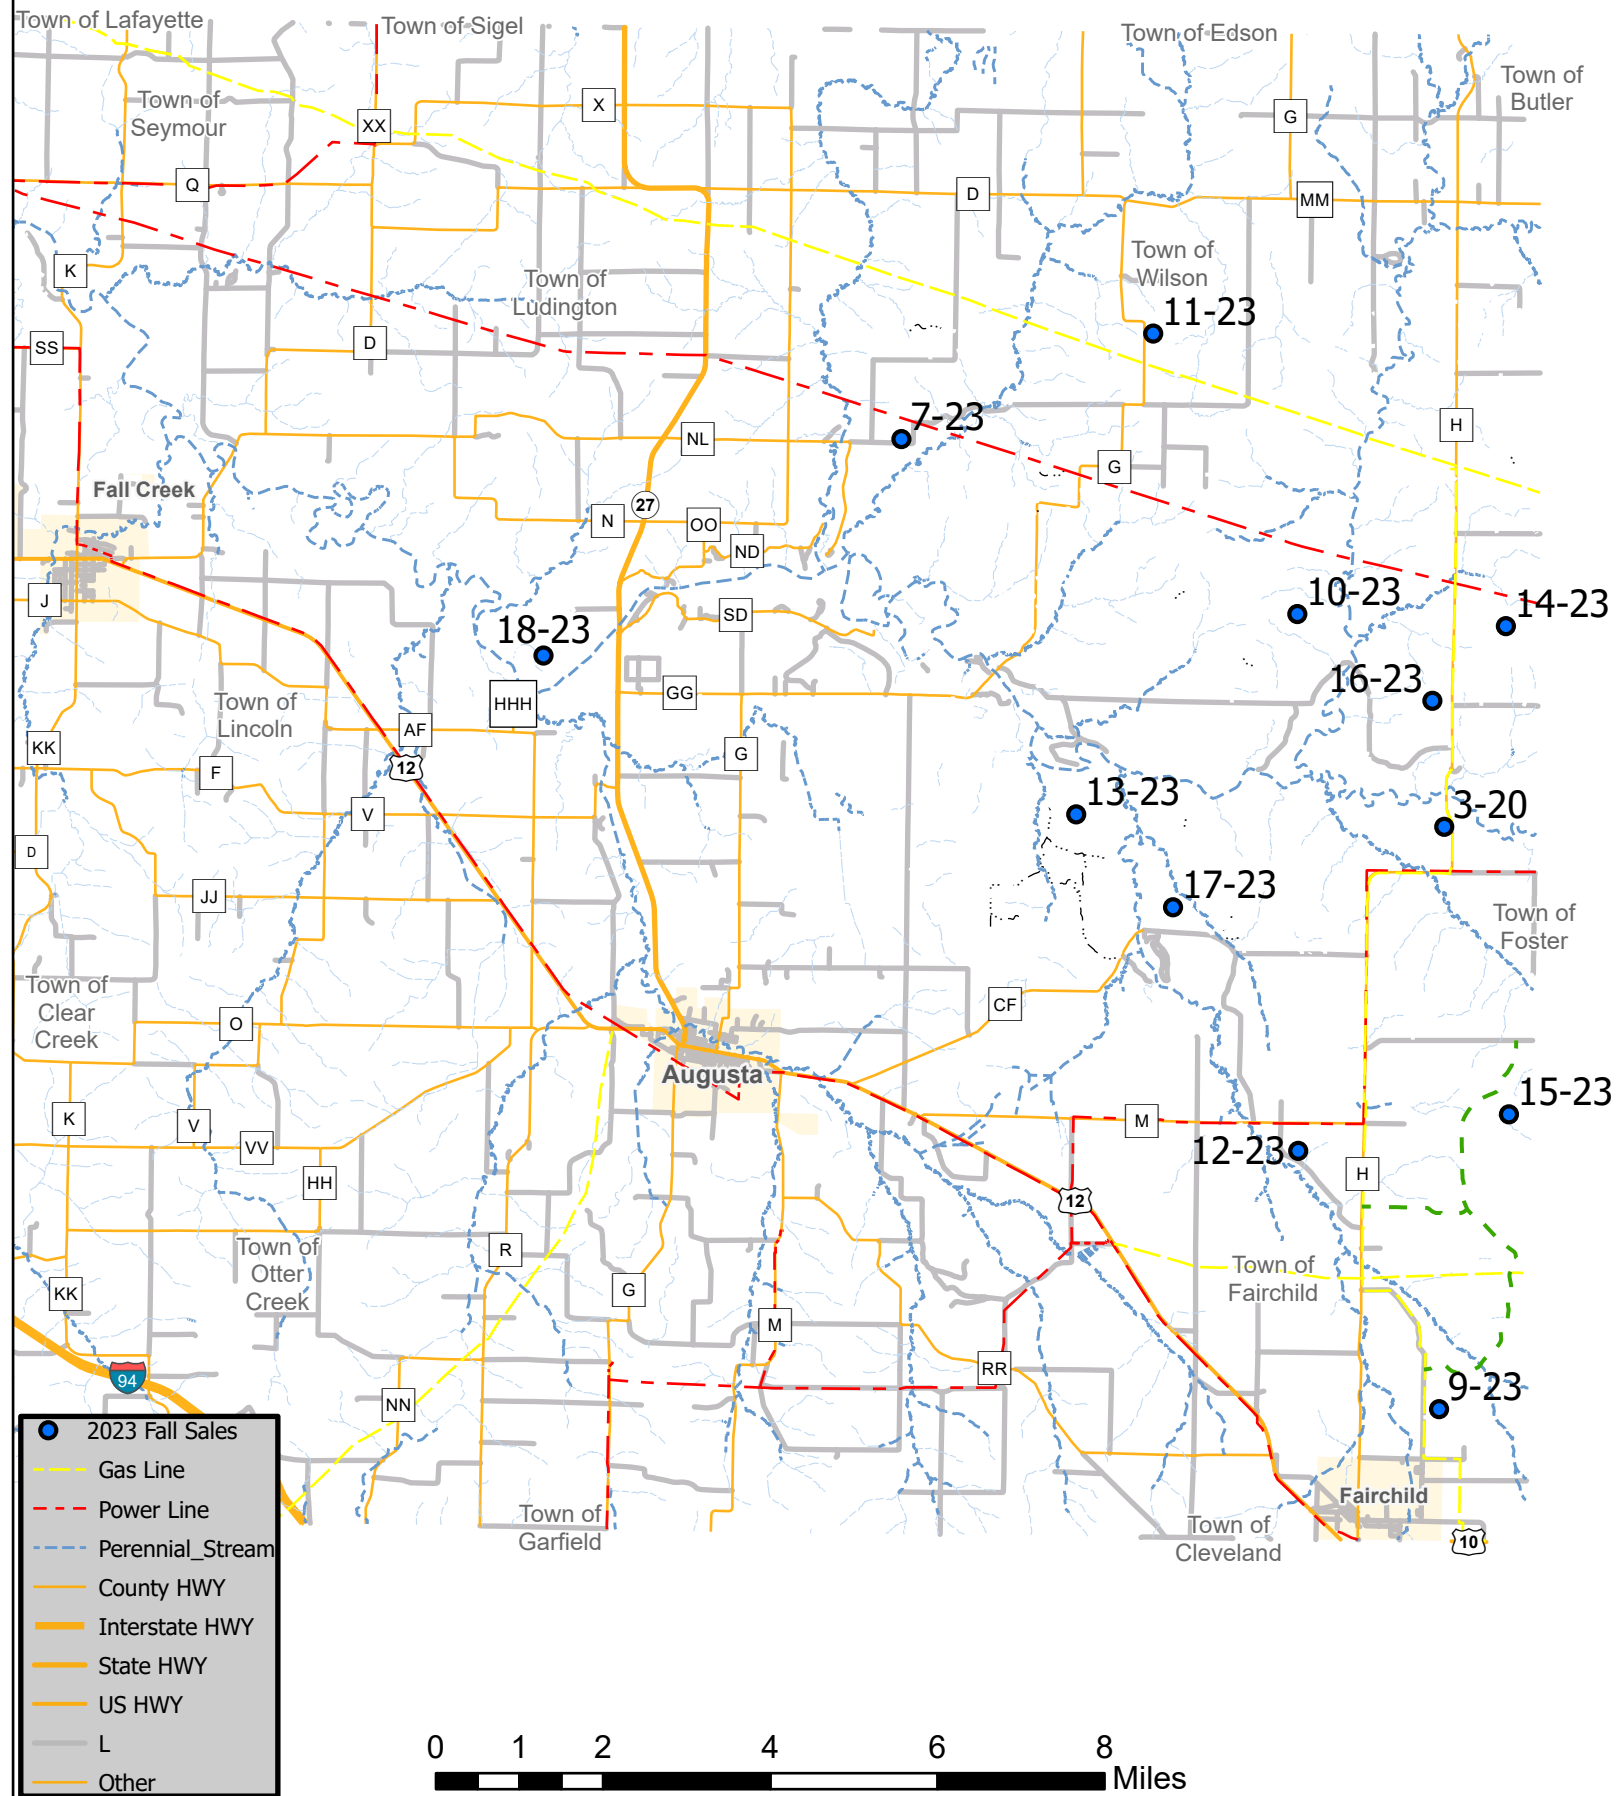 Town of Lafayette
Town of Sigel
Town of Edson
Town of
Butler
Town of
Seymour
X
XX
G
Q
D
MM
Town of
Wilson
K
Town of
Ludington
11-23
SS
D
7-23
H
NL
G
Fall Creek
27
N
OO
ND
J
SD
10-23
14-23
18-23
16-23
HHH
GG
Town of
Lincoln
AF
KK
G
12
F
13-23
3-20
V
D
17-23
JJ
Town of
Foster
Town of
Clear
Creek
CF
O
Augusta
15-23
K
V
M
VV
12-23
HH
H
12
Town of
Otter
Creek
R
Town of
Fairchild
KK
G
M
RR
94
NN
9-23
2023 Fall Sales
Gas Line
Power Line
Perennial_Stream
County HWY
Interstate HWY
State HWY
US HWY
L
Other
Town of
Garfield
Fairchild
Town of
Cleveland
10
0 1 2 4 6 8
Miles